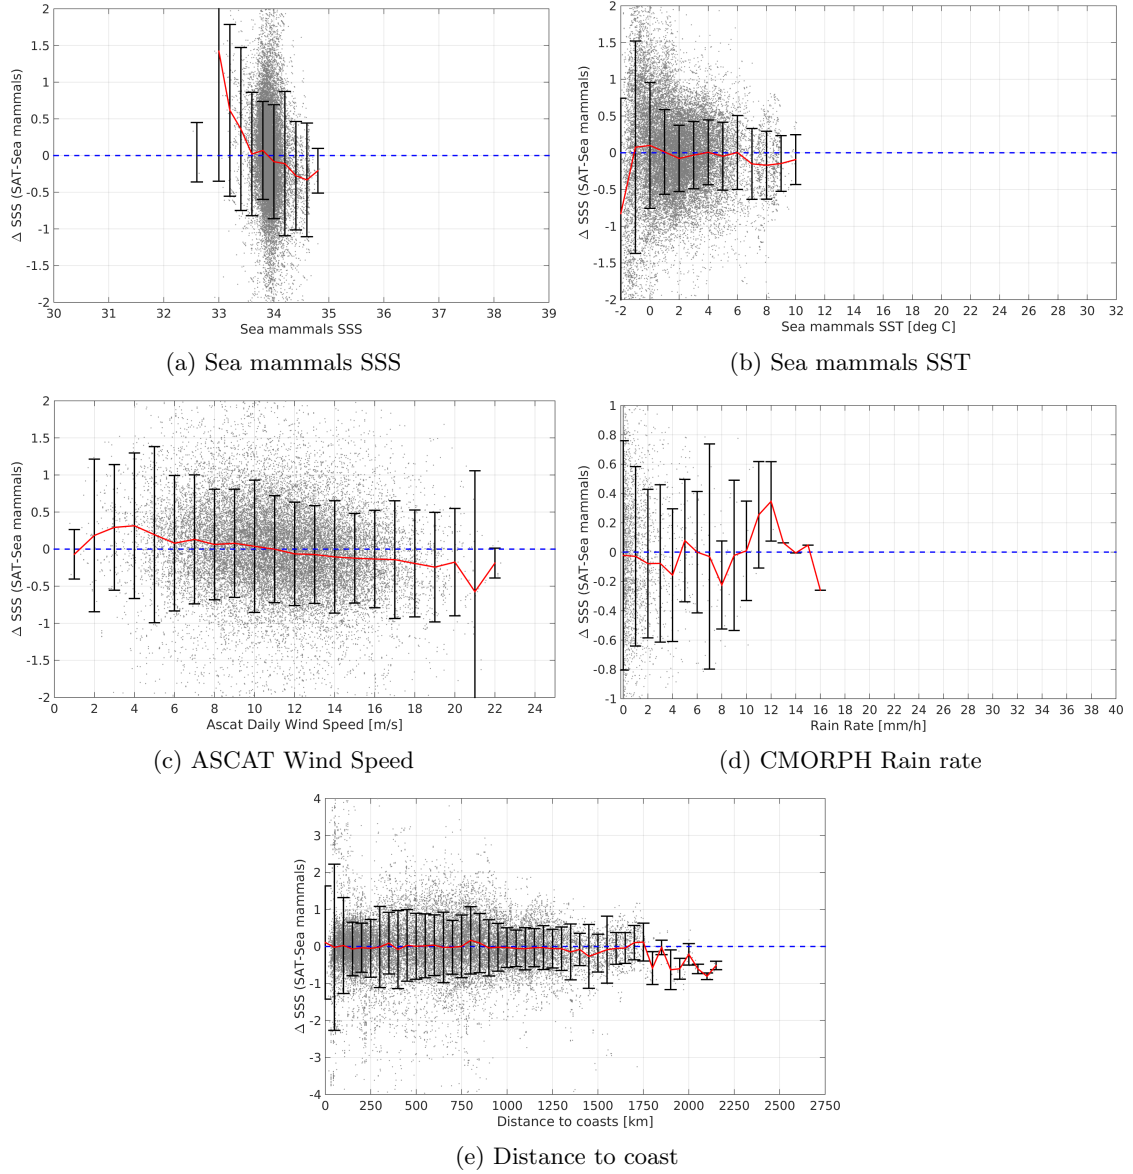 2
1.5
1
0.5
0
-0.5
-1
-1.5
-2
30 31 32 33 34 35 36 37 38 39
Δ SSS (SAT-Sea mammals)
Sea mammals SSS
(a) Sea mammals SSS
2
1.5
1
0.5
0
-0.5
-1
-1.5
-2
-2 0 2 4 6 8 10 12 14 16 18 20 22 24 26 28 30 32
Δ SSS (SAT-Sea mammals)
Sea mammals SST [deg C]
(b) Sea mammals SST
2
1.5
1
0.5
0
-0.5
-1
-1.5
-2
0 2 4 6 8 10 12 14 16 18 20 22 24
Δ SSS (SAT-Sea mammals)
Ascat Daily Wind Speed [m/s]
(c) ASCAT Wind Speed
1
0.8
0.6
0.4
0.2
0
-0.2
-0.4
-0.6
-0.8
-1
0 2 4 6 8 10 12 14 16 18 20 22 24 26 28 30 32 34 36 38 40
Δ SSS (SAT-Sea mammals)
Rain Rate [mm/h]
(d) CMORPH Rain rate
4
3
2
1
0
-1
-2
-3
-4
0 250 500 750 1000 1250 1500 1750 2000 2250 2500 2750
Δ SSS (SAT-Sea mammals)
Distance to coasts [km]
(e) Distance to coast